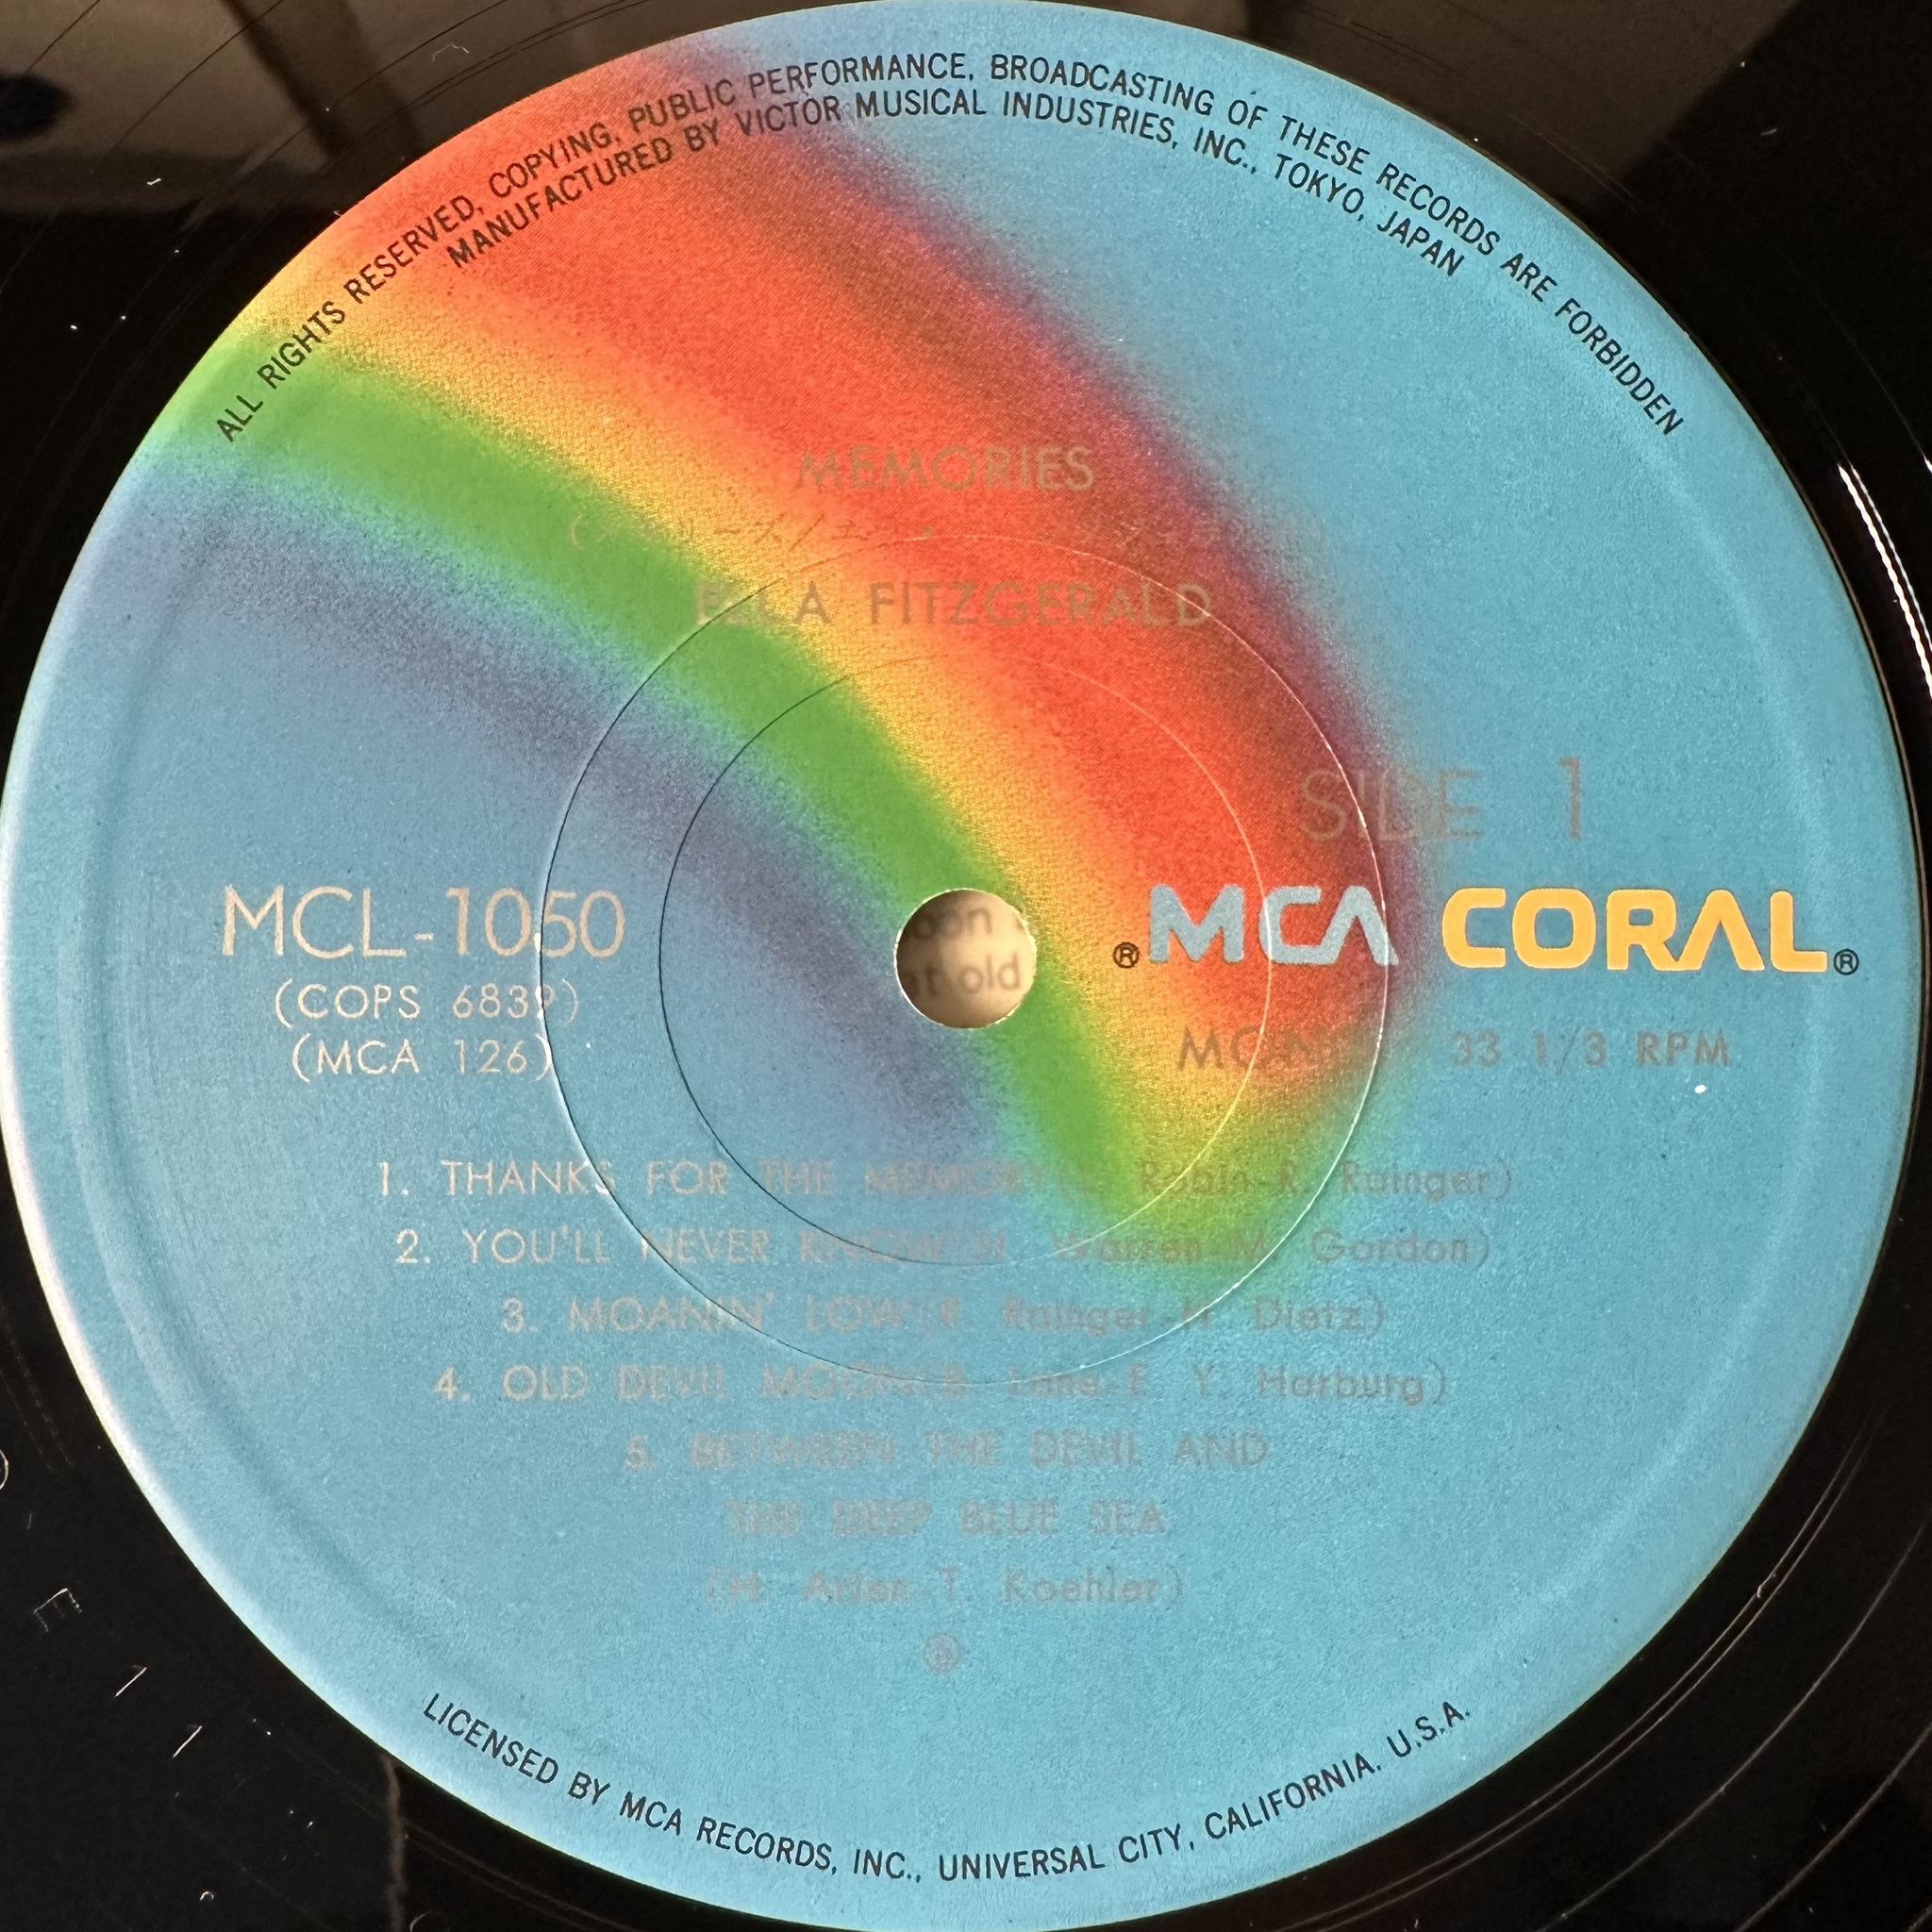 ALL RIGHTS RESERVED, COPYING, PUBLIC PERFORMANCE, BROADCASTING OF THESE RECORDS ARE FORBIDDEN
MANUFACTURED BY VICTOR MUSICAL INDUSTRIES, INC., TOKYO, JAPAN
MEMORIES
ELLA FITZGERALD
SIDE 1
MCL-1050
®MCA CORAL®
(COPS 6839)
(MCA 126)
MONO 33 1/3 RPM
1. THANKS FOR THE MEMORY(L. Robin-R. Rainger)
2. YOU'LL NEVER KNOW(H. Warren-M. Gordon)
3. MOANIN' LOW(R. Rainger-H. Dietz)
4. OLD DEVIL MOON(B. Lane-E. Y. Harburg)
5. BETWEEN THE DEVIL AND
THE DEEP BLUE SEA
(H. Arlen-T. Koehler)
LICENSED BY MCA RECORDS, INC., UNIVERSAL CITY, CALIFORNIA, U.S.A.